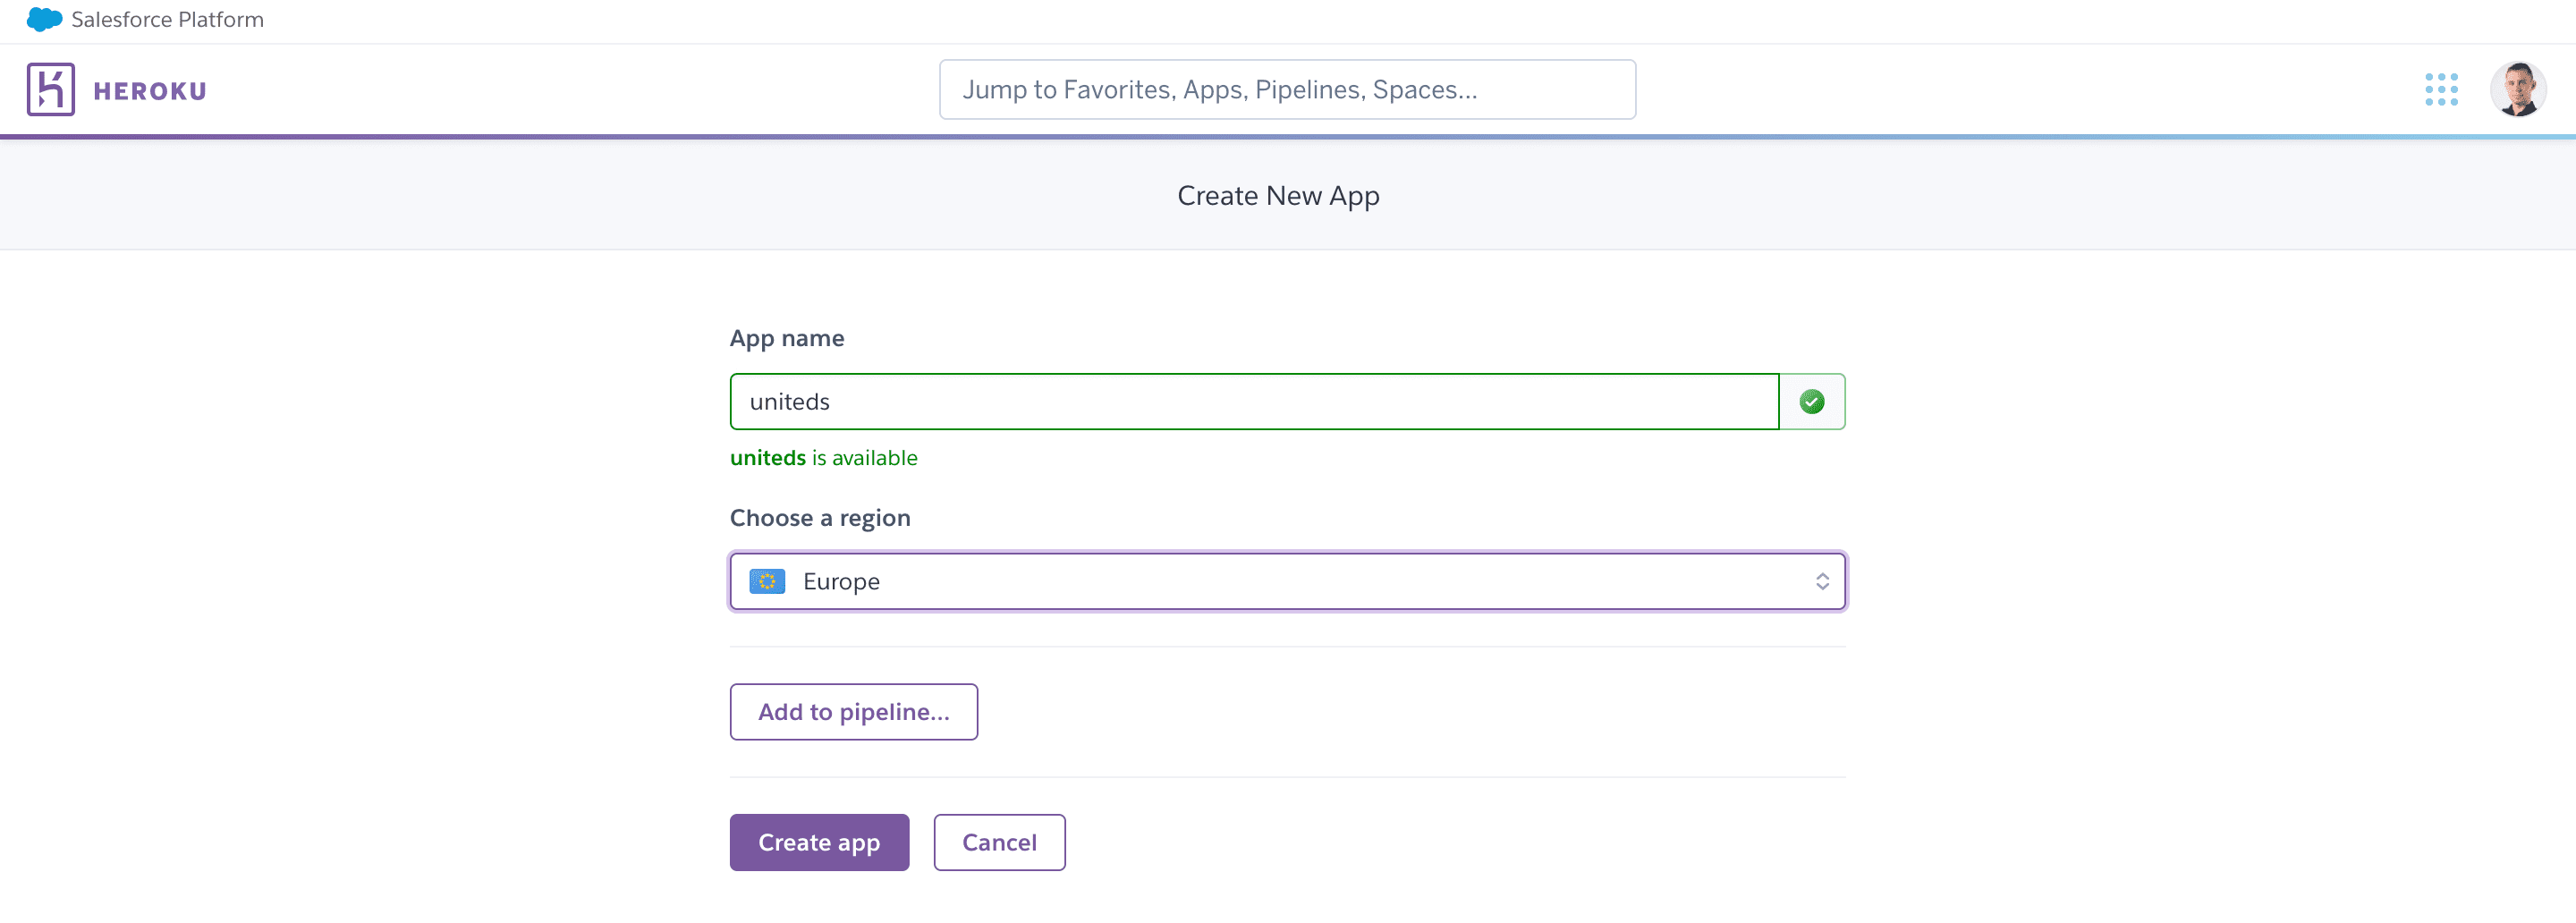 Salesforce Platform
HEROKU
Jump to Favorites, Apps, Pipelines, Spaces...
Create New App
App name
uniteds
uniteds is available
Choose a region
Europe
Add to pipeline...
Create app
Cancel